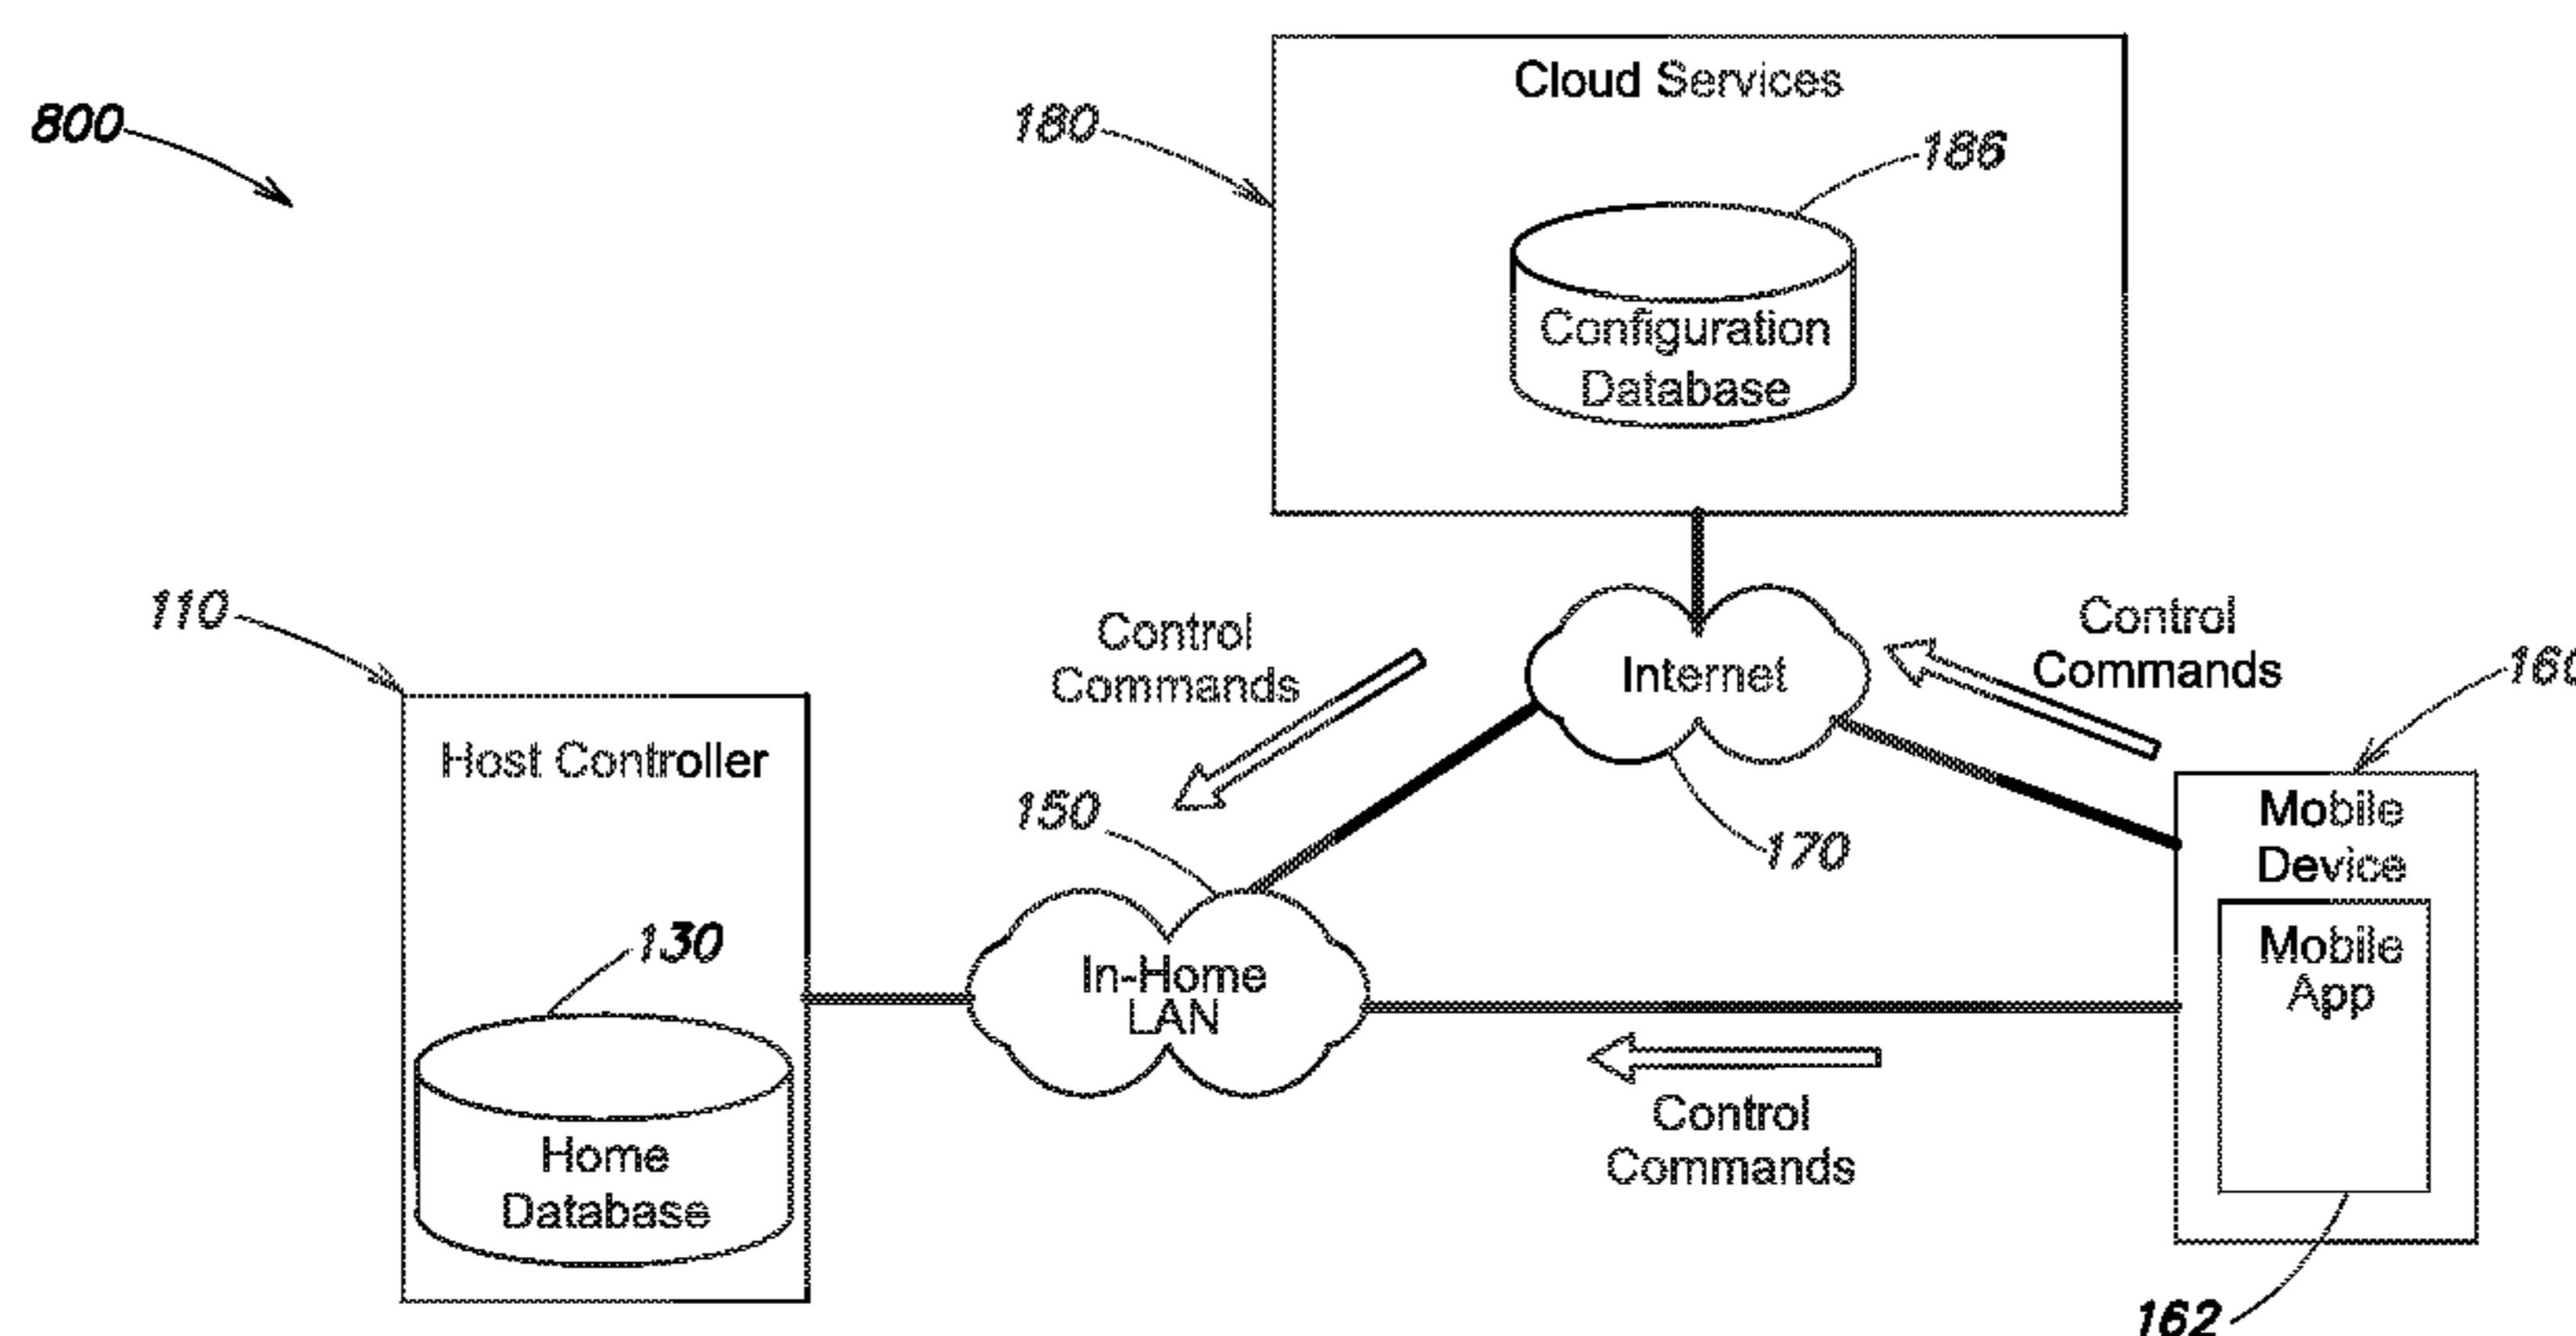 800
180
Cloud Services
186
Configuration
Database
110
Host Controller
130
Home
Database
Control
Commands
150
In-Home
LAN
Internet
170
Control
Commands
160
Mobile
Device
Mobile
App
162
Control
Commands